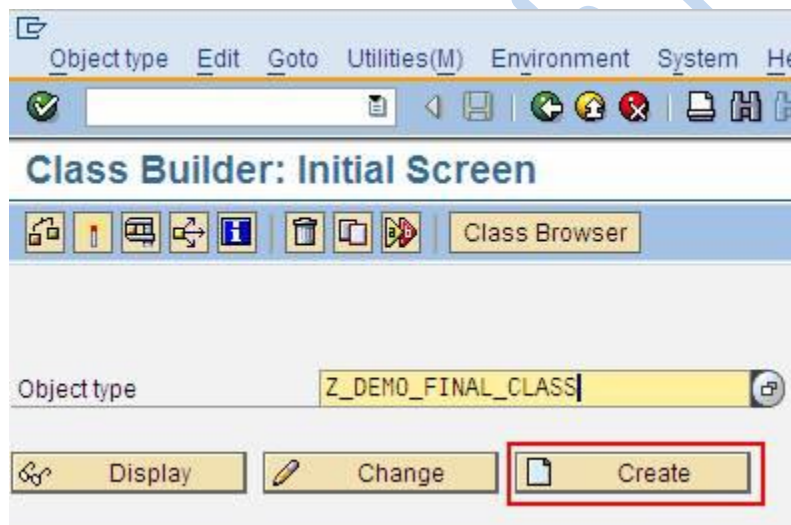 Object type Edit Goto Utilities(M) Environment System He
Class Builder: Initial Screen
Class Browser
Object type Z_DEMO_FINAL_CLASS
Display Change Create